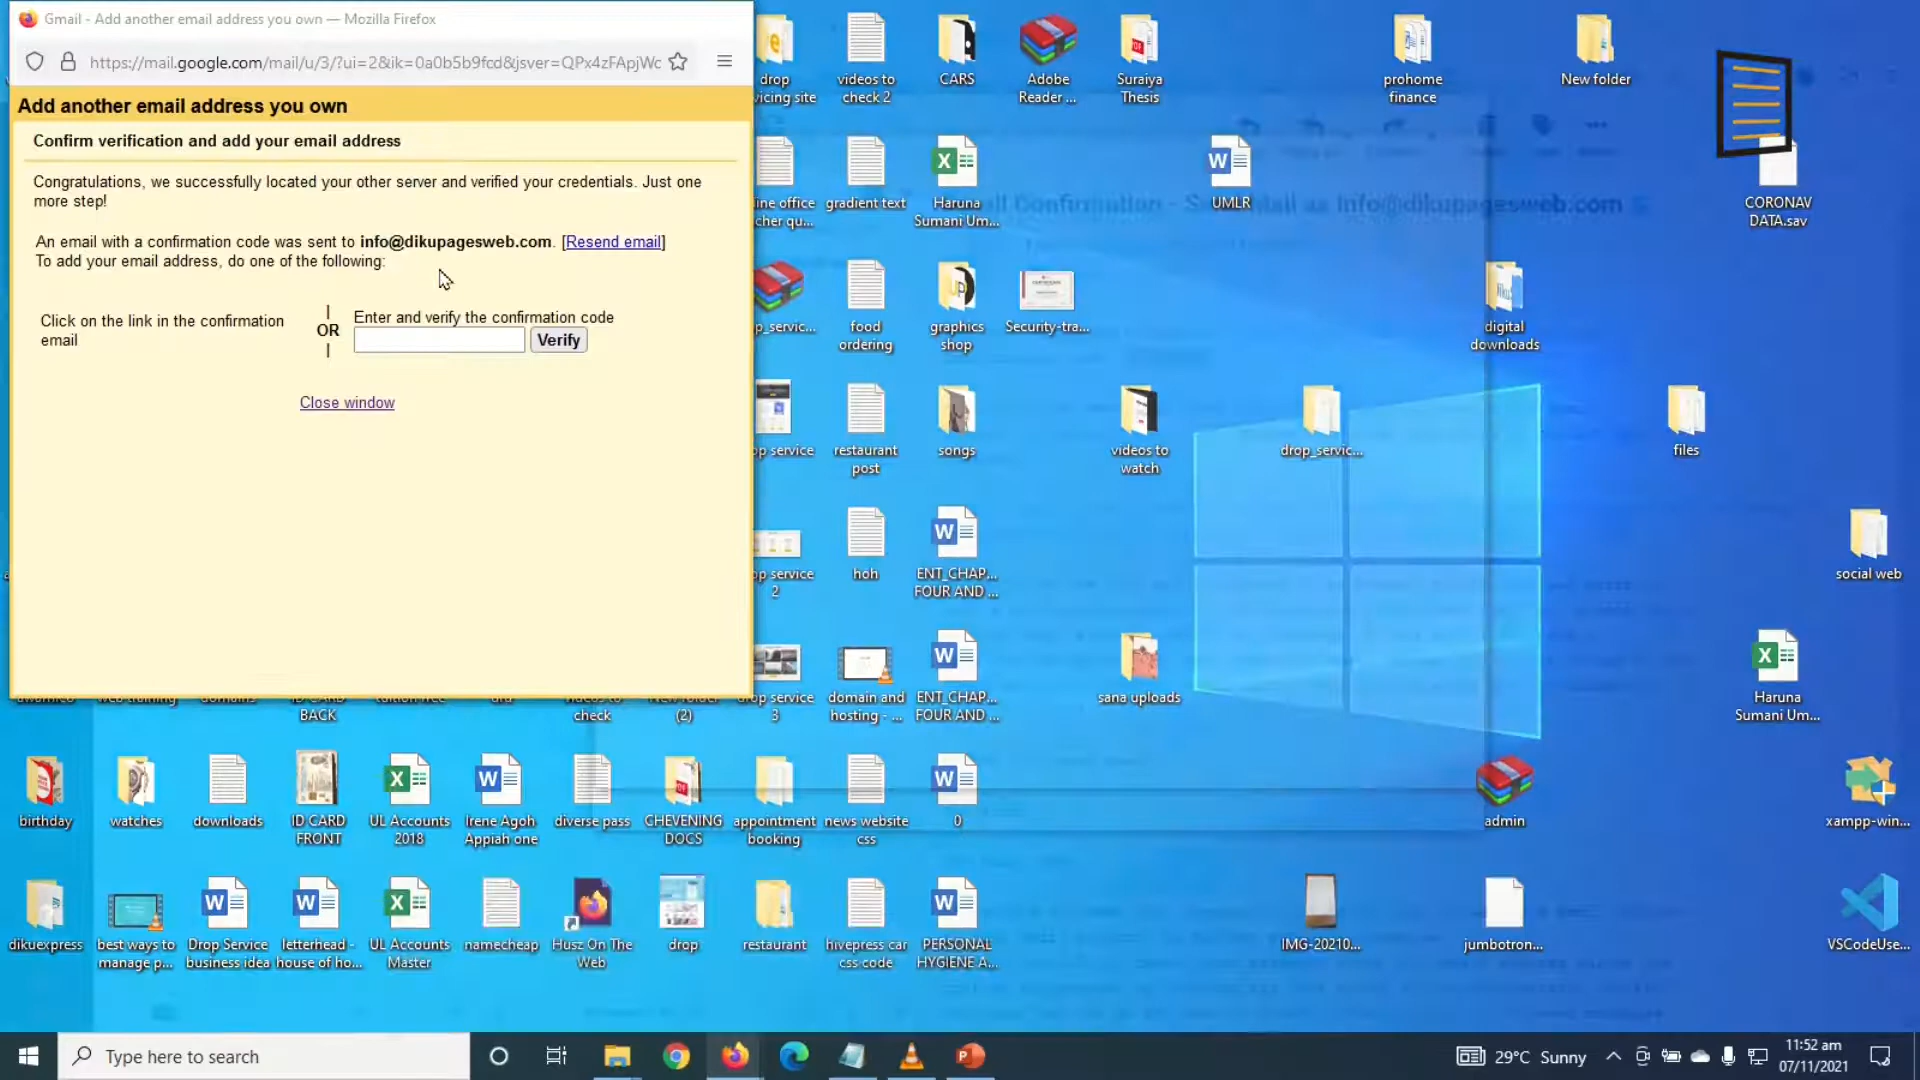 Gmail - Add another email address you own — Mozilla Firefox
https://mail.google.com/mail/u/3/?ui=2&ik=0a0b5b9fcd&jsver=QPx4zFApjWc
Add another email address you own
Confirm verification and add your email address
Congratulations, we successfully located your other server and verified your credentials. Just one
more step!
An email with a confirmation code was sent to info@dikupagesweb.com. [Resend email]
To add your email address, do one of the following:
Click on the link in the confirmation
email
OR
Enter and verify the confirmation code
Verify
Close window
drop
videos to
check 2
CARS
Adobe
Reader ...
Suraiya
Thesis
prohome
finance
New folder
gradient text
Haruna
Sumani Um...
UMLR
CORONAV
DATA.sav
food
ordering
graphics
shop
Security-tra...
digital
downloads
restaurant
post
songs
videos to
watch
drop_servic...
files
hoh
ENT_CHAP...
FOUR AND ...
social web
BACK
check
(2)
3
domain and
hosting - ...
ENT_CHAP...
FOUR AND ...
sana uploads
Haruna
Sumani Um...
birthday
watches
downloads
ID CARD
FRONT
UL Accounts
2018
Irene Agoh
Appiah one
diverse pass
CHEVENING
DOCS
appointment
booking
news website
css
0
admin
xampp-win...
dikuexpress
best ways to
manage p...
Drop Service
business idea
letterhead -
house of ho...
UL Accounts
Master
namecheap
Husz On The
Web
drop
restaurant
hivepress car
css code
PERSONAL
HYGIENE A...
IMG-20210...
jumbotron...
VSCodeUse...
Type here to search
29°C Sunny
11:52 am
07/11/2021